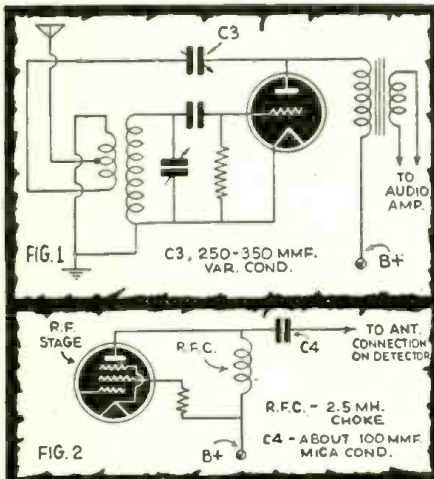 C3
TO
AUDIO
AMP.
FIG.1
C3, 250-350 MMF.
VAR. COND.
B+
R.F.
STAGE
R.F.C.
C4
TO ANT.
CONNECTION
ON DETECTOR
R.F.C. - 2.5 MH.
CHOKE
C4 - ABOUT 100 MMF.
MICA COND.
B+
FIG.2